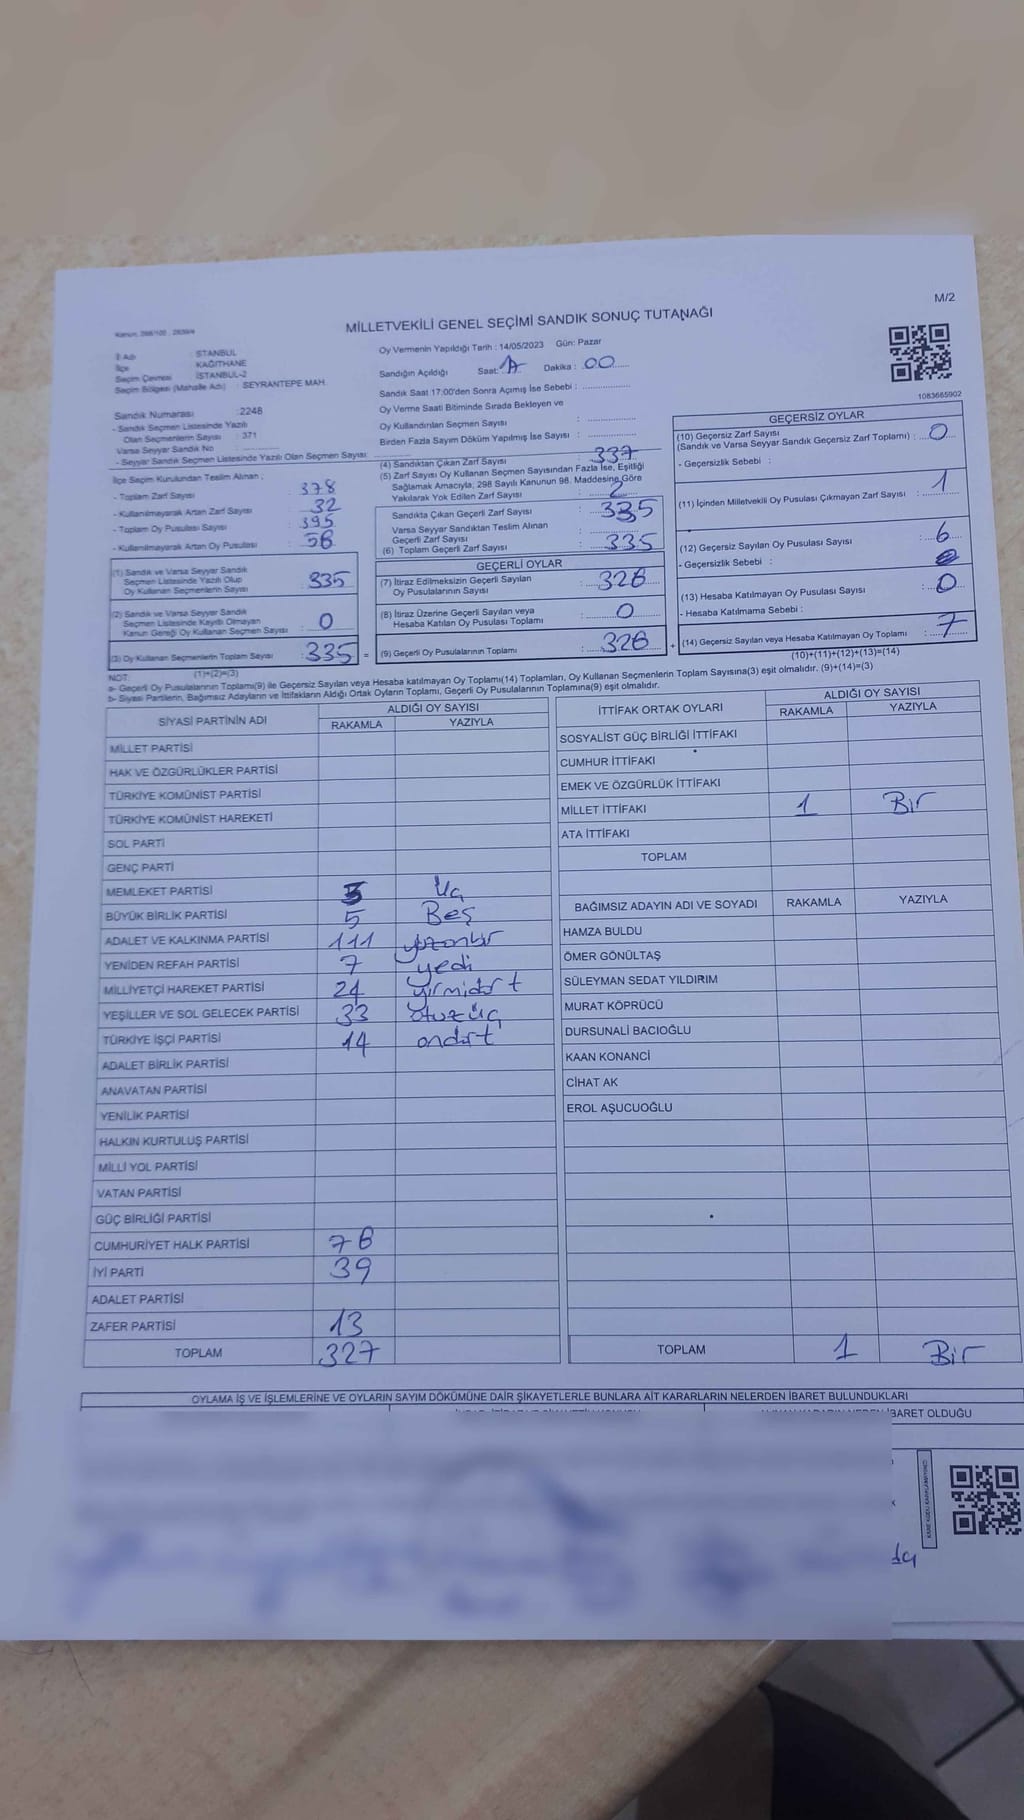 M/2
MİLLETVEKİLİ GENEL SEÇİMİ SANDIK SONUÇ TUTANAĞI
İl Adı : İSTANBUL
İlçe : KAĞITHANE
Seçim Çevresi : İSTANBUL-2
Seçim Bölgesi (Mahalle Adı) : SEYRANTEPE MAH.
Oy Vermenin Yapıldığı Tarih : 14/05/2023 Gün: Pazar
Sandığın Açıldığı Saat: Dakika : 00
Sandık Saat 17:00'den Sonra Açımış İse Sebebi :
Oy Verme Saati Bitiminde Sırada Bekleyen ve
Oy Kullandırılan Seçmen Sayısı :
Birden Fazla Sayım Döküm Yapılmış İse Sayısı :
1083665902
Sandık Numarası : 2248
- Sandık Seçmen Listesinde Yazılı
Olan Seçmenlerin Sayısı : 371
Varsa Seyyar Sandık No
- Seyyar Sandık Seçmen Listesinde Yazılı Olan Seçmen Sayısı:
İlçe Seçim Kurulundan Teslim Alınan ;
- Toplam Zarf Sayısı : 378
- Kullanılmayarak Artan Zarf Sayısı : 32
- Toplam Oy Pusulası Sayısı : 395
- Kullanılmayarak Artan Oy Pusulası : 58
(1) Sandık ve Varsa Seyyar Sandık
Seçmen Listesinde Yazılı Olup
Oy Kullanan Seçmenlerin Sayısı : 335
(2) Sandık ve Varsa Seyyar Sandık
Seçmen Listesinde Kayıtlı Olmayan
Kanun Gereği Oy Kullanan Seçmen Sayısı : 0
(3) Oy Kullanan Seçmenlerin Toplam Sayısı : 335 =
(1)+(2)=(3)
(4) Sandıktan Çıkan Zarf Sayısı : 337
(5) Zarf Sayısı Oy Kullanan Seçmen Sayısından Fazla İse, Eşitliği
Sağlamak Amacıyla; 298 Sayılı Kanunun 98. Maddesine Göre
Yakılarak Yok Edilen Zarf Sayısı : 2
Sandıkta Çıkan Geçerli Zarf Sayısı : 335
Varsa Seyyar Sandıktan Teslim Alınan
Geçerli Zarf Sayısı :
(6) Toplam Geçerli Zarf Sayısı : 335
GEÇERLİ OYLAR
(7) İtiraz Edilmeksizin Geçerli Sayılan
Oy Pusulalarının Sayısı : 328
(8) İtiraz Üzerine Geçerli Sayılan veya
Hesaba Katılan Oy Pusulası Toplamı : 0
(9) Geçerli Oy Pusulalarının Toplamı : 328 +
GEÇERSİZ OYLAR
(10) Geçersiz Zarf Sayısı
(Sandık ve Varsa Seyyar Sandık Geçersiz Zarf Toplamı) : 0
- Geçersizlik Sebebi :
(11) İçinden Milletvekili Oy Pusulası Çıkmayan Zarf Sayısı : 1
(12) Geçersiz Sayılan Oy Pusulası Sayısı : 6
- Geçersizlik Sebebi :
(13) Hesaba Katılmayan Oy Pusulası Sayısı : 0
- Hesaba Katılmama Sebebi :
(14) Geçersiz Sayılan veya Hesaba Katılmayan Oy Toplamı : 7
(10)+(11)+(12)+(13)=(14)
NOT:
a- Geçerli Oy Pusulalarının Toplamı(9) ile Geçersiz Sayılan veya Hesaba katılmayan Oy Toplamı(14) Toplamları, Oy Kullanan Seçmenlerin Toplam Sayısına(3) eşit olmalıdır. (9)+(14)=(3)
b- Siyasi Partilerin, Bağımsız Adayların ve İttifakların Aldığı Ortak Oyların Toplamı, Geçerli Oy Pusulalarının Toplamına(9) eşit olmalıdır.
SİYASİ PARTİNİN ADI ALDIĞI OY SAYISI
RAKAMLA YAZIYLA
MİLLET PARTİSİ
HAK VE ÖZGÜRLÜKLER PARTİSİ
TÜRKİYE KOMÜNİST PARTİSİ
TÜRKİYE KOMÜNİST HAREKETİ
SOL PARTİ
GENÇ PARTİ
MEMLEKET PARTİSİ 3 Üç
BÜYÜK BİRLİK PARTİSİ 5 Beş
ADALET VE KALKINMA PARTİSİ 111 yüzonbir
YENİDEN REFAH PARTİSİ 7 yedi
MİLLİYETÇİ HAREKET PARTİSİ 24 yirmidört
YEŞİLLER VE SOL GELECEK PARTİSİ 33 otuzüç
TÜRKİYE İŞÇİ PARTİSİ 14 ondört
ADALET BİRLİK PARTİSİ
ANAVATAN PARTİSİ
YENİLİK PARTİSİ
HALKIN KURTULUŞ PARTİSİ
MİLLİ YOL PARTİSİ
VATAN PARTİSİ
GÜÇ BİRLİĞİ PARTİSİ
CUMHURİYET HALK PARTİSİ 78
İYİ PARTİ 39
ADALET PARTİSİ
ZAFER PARTİSİ 13
TOPLAM 327
İTTİFAK ORTAK OYLARI ALDIĞI OY SAYISI
RAKAMLA YAZIYLA
SOSYALİST GÜÇ BİRLİĞİ İTTİFAKI
CUMHUR İTTİFAKI
EMEK VE ÖZGÜRLÜK İTTİFAKI
MİLLET İTTİFAKI 1 Bir
ATA İTTİFAKI
TOPLAM
BAĞIMSIZ ADAYIN ADI VE SOYADI RAKAMLA YAZIYLA
HAMZA BULDU
ÖMER GÖNÜLTAŞ
SÜLEYMAN SEDAT YILDIRIM
MURAT KÖPRÜCÜ
DURSUNALİ BACIOĞLU
KAAN KONANCİ
CİHAT AK
EROL AŞUCUOĞLU
TOPLAM 1 Bir
OYLAMA İŞ VE İŞLEMLERİNE VE OYLARIN SAYIM DÖKÜMÜNE DAİR ŞİKAYETLERLE BUNLARA AİT KARARLARIN NELERDEN İBARET BULUNDUKLARI
OLDUĞU